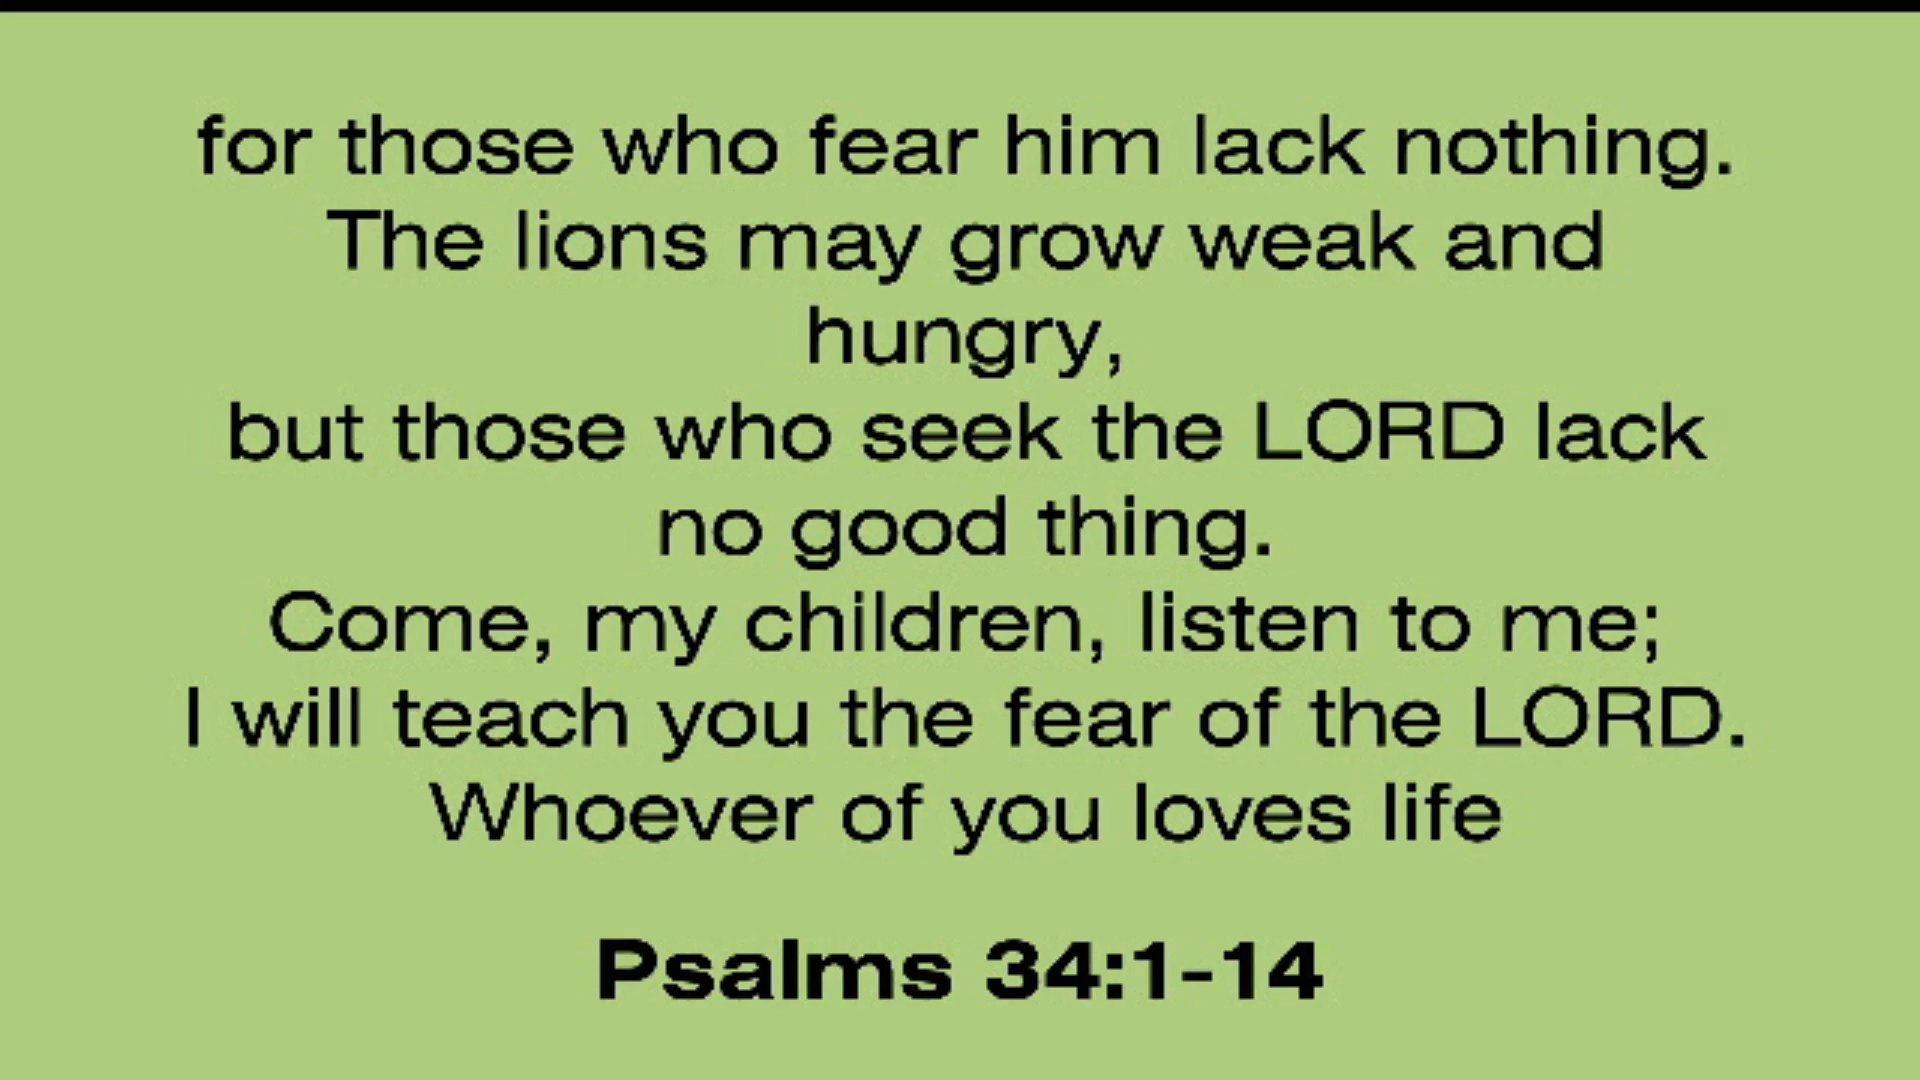 for those who fear him lack nothing.
The lions may grow weak and
hungry,
but those who seek the LORD lack
no good thing.
Come, my children, listen to me;
I will teach you the fear of the LORD.
Whoever of you loves life
Psalms 34:1-14